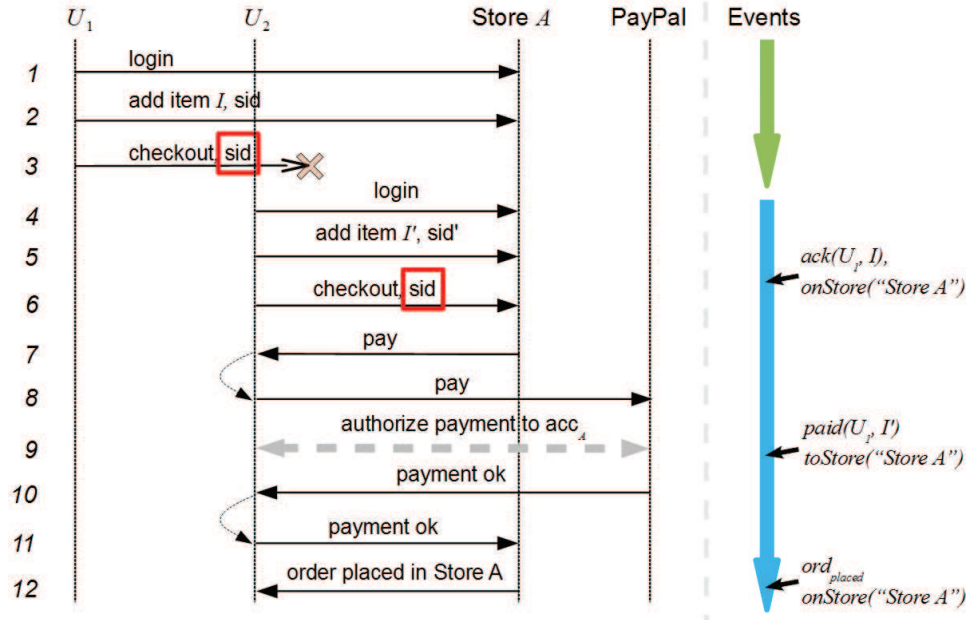 U1 U2 Store A PayPal Events
1 login
2 add item I, sid
3 checkout, sid
4 login
5 add item I', sid'
ack(U1, I),
onStore("Store A")
6 checkout, sid
7 pay
8 pay
9 authorize payment to accA
paid(U1, I')
toStore("Store A")
10 payment ok
11 payment ok
12 order placed in Store A
ordplaced
onStore("Store A")